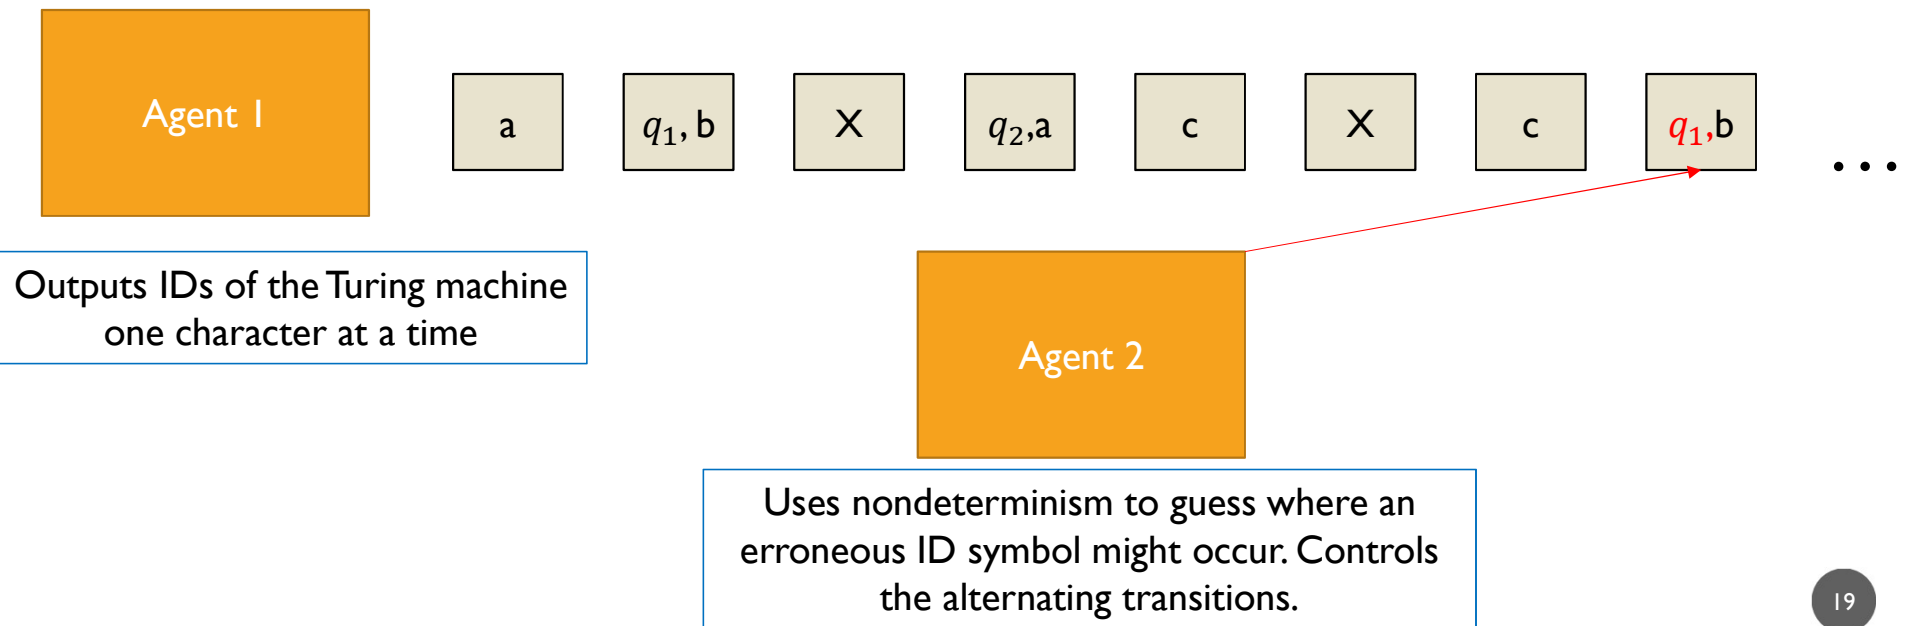 Agent 1
a
q₁, b
X
q₂,a
c
X
c
q₁,b
...
Outputs IDs of the Turing machine
one character at a time
Agent 2
Uses nondeterminism to guess where an
erroneous ID symbol might occur. Controls
the alternating transitions.
19